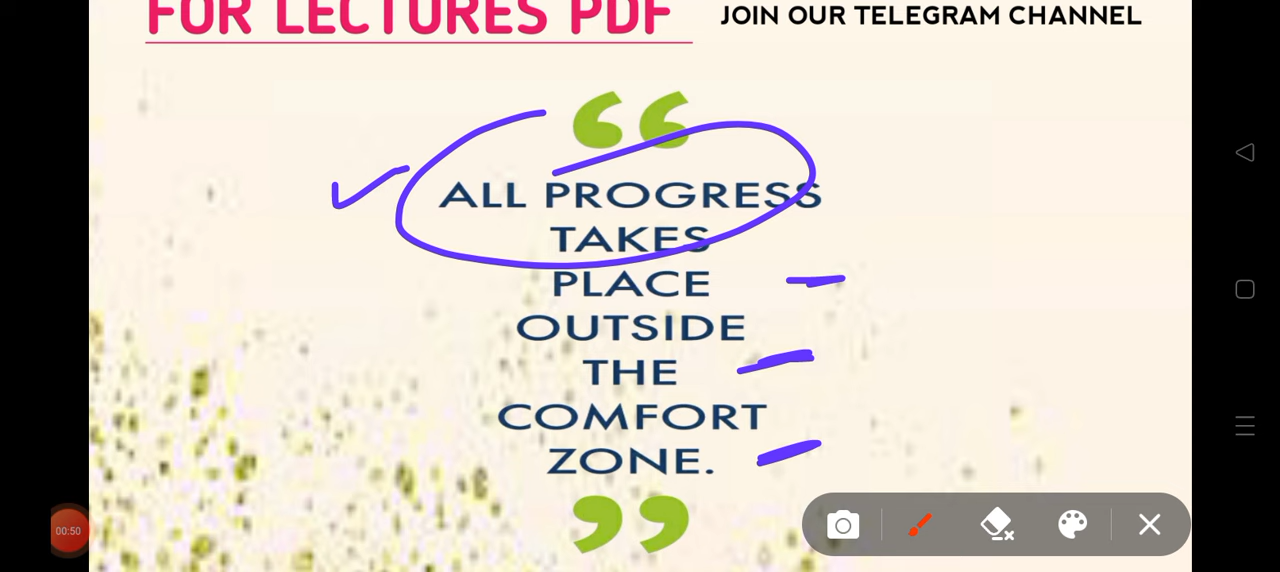 FOR LECTURES PDF
JOIN OUR TELEGRAM CHANNEL
“
ALL PROGRESS
TAKES
PLACE
OUTSIDE
THE
COMFORT
ZONE.
”
00:50